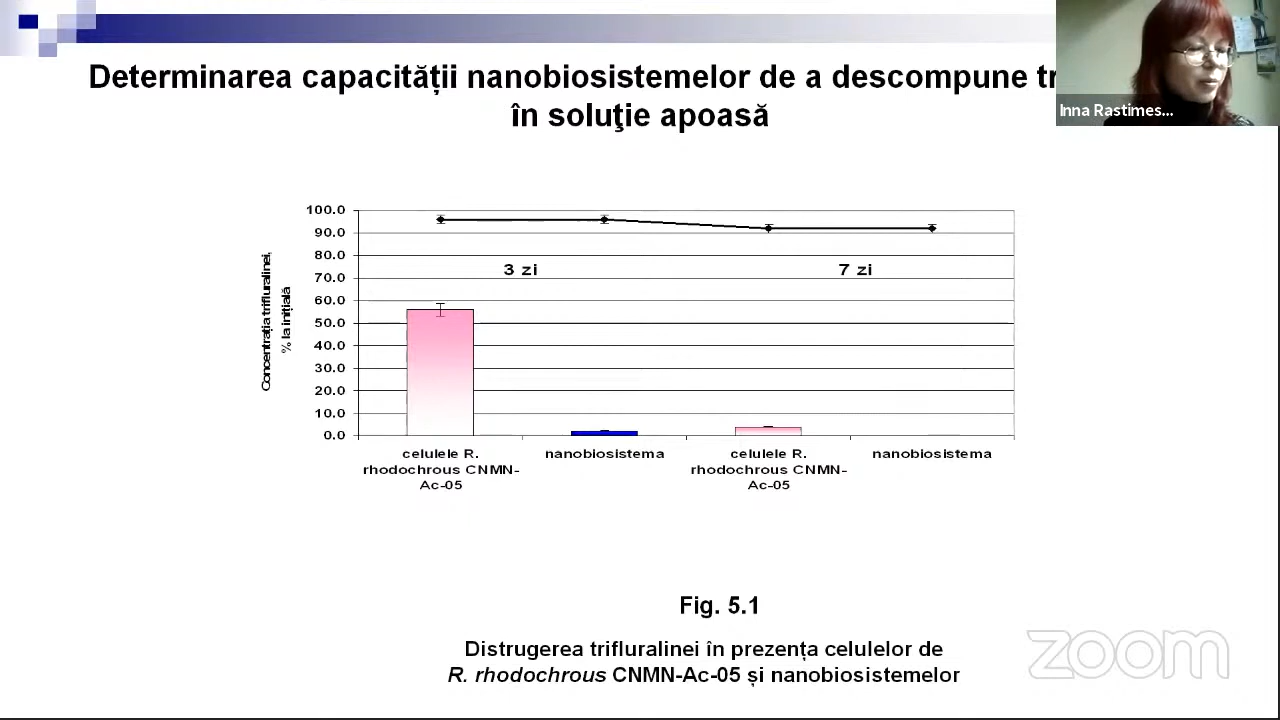 Determinarea capacității nanobiosistemelor de a descompune
în soluţie apoasă
Inna Rastimes...
Concentrația trifluralinei,
% la inițială
100.0
90.0
80.0
70.0
60.0
50.0
40.0
30.0
20.0
10.0
0.0
3 zi
7 zi
celulele R.
rhodochrous CNMN-
Ac-05
nanobiosistema
celulele R.
rhodochrous CNMN-
Ac-05
nanobiosistema
Fig. 5.1
Distrugerea trifluralinei în prezența celulelor de
R. rhodochrous CNMN-Ac-05 și nanobiosistemelor
zoom